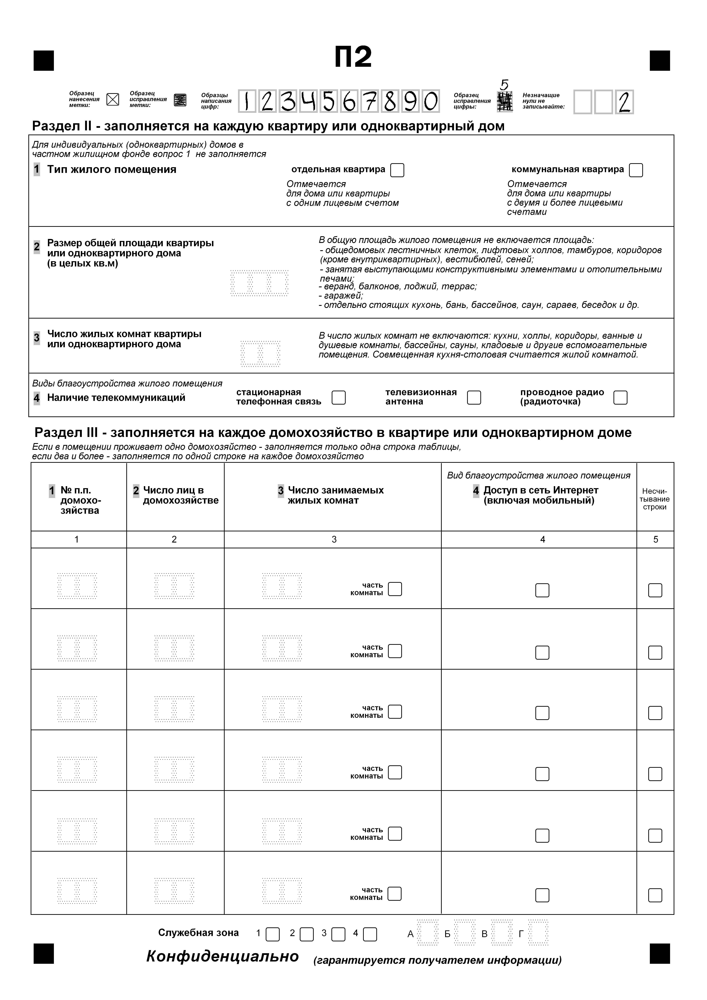 П2
Образец
нанесения
метки:
Образец
исправления
метки:
Образцы
написания
цифр:
1 2 3 4 5 6 7 8 9 0
Образец
исправления
цифры:
5
Незначащие
нули не
записывайте:
2
Раздел II - заполняется на каждую квартиру или одноквартирный дом
Для индивидуальных (одноквартирных) домов в
частном жилищном фонде вопрос 1 не заполняется
1 Тип жилого помещения
отдельная квартира
Отмечается
для дома или квартиры
с одним лицевым счетом
коммунальная квартира
Отмечается
для дома или квартиры
с двумя и более лицевыми
счетами
2 Размер общей площади квартиры
или одноквартирного дома
(в целых кв.м)
В общую площадь жилого помещения не включается площадь:
- общедомовых лестничных клеток, лифтовых холлов, тамбуров, коридоров
(кроме внутриквартирных), вестибюлей, сеней;
- занятая выступающими конструктивными элементами и отопительными
печами;
- веранд, балконов, лоджий, террас;
- гаражей;
- отдельно стоящих кухонь, бань, бассейнов, саун, сараев, беседок и др.
3 Число жилых комнат квартиры
или одноквартирного дома
В число жилых комнат не включаются: кухни, холлы, коридоры, ванные и
душевые комнаты, бассейны, сауны, кладовые и другие вспомогательные
помещения. Совмещенная кухня-столовая считается жилой комнатой.
Виды благоустройства жилого помещения
4 Наличие телекоммуникаций
стационарная
телефонная связь
телевизионная
антенна
проводное радио
(радиоточка)
Раздел III - заполняется на каждое домохозяйство в квартире или одноквартирном доме
Если в помещении проживает одно домохозяйство - заполняется только одна строка таблицы,
если два и более - заполняется по одной строке на каждое домохозяйство
1 № п.п.
домохо-
зяйства
2 Число лиц в
домохозяйстве
3 Число занимаемых
жилых комнат
Вид благоустройства жилого помещения
4 Доступ в сеть Интернет
(включая мобильный)
Несчи-
тывание
строки
1 2 3 4 5
часть
комнаты
часть
комнаты
часть
комнаты
часть
комнаты
часть
комнаты
часть
комнаты
Служебная зона 1 2 3 4 А Б В Г
Конфиденциально (гарантируется получателем информации)